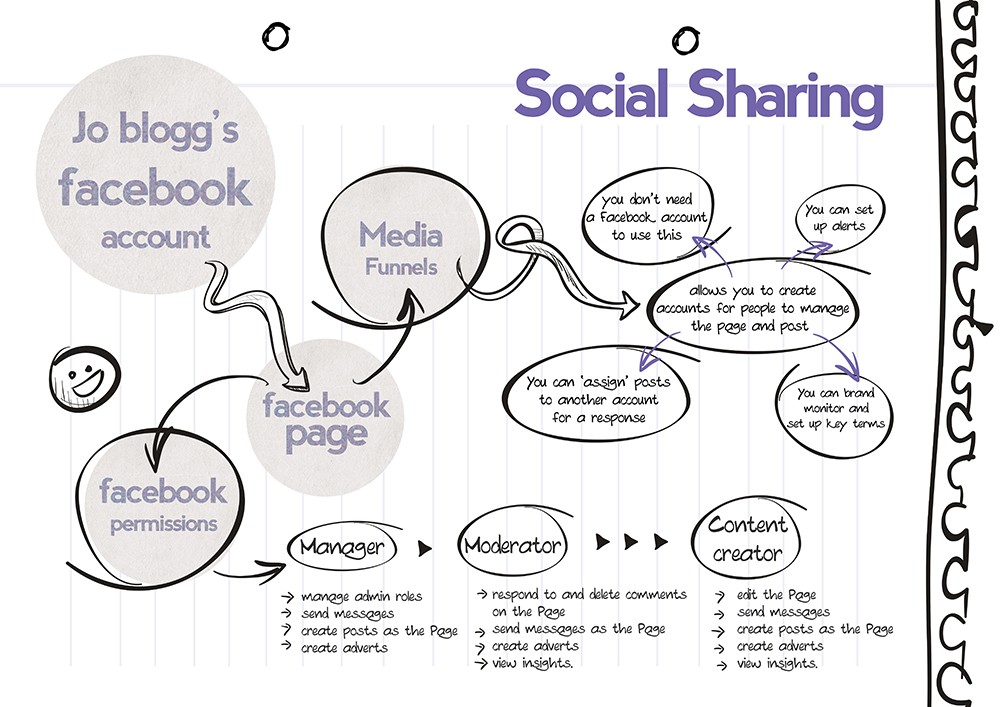 Social Sharing
Jo blogg's
facebook
account
Media
Funnels
you don't need
a facebook account
to use this
You can set
up alerts
allows you to create
accounts for people to manage
the page and post
You can 'assign' posts
to another account
for a response
You can brand
monitor and
set up key terms
facebook
page
facebook
permissions
Manager
manage admin roles
send messages
create posts as the Page
create adverts
Moderator
respond to and delete comments
on the Page
send messages as the Page
create adverts
view insights.
Content
creator
edit the Page
send messages
create posts as the Page
create adverts
view insights.